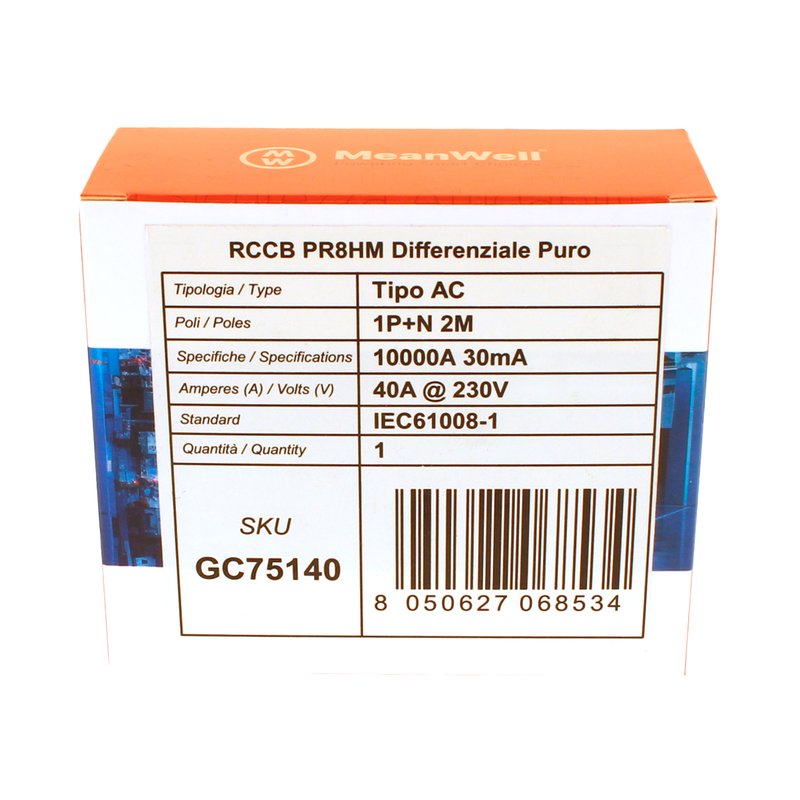 MW MeanWell
RCCB PR8HM Differenziale Puro
Tipologia / Type Tipo AC
Poli / Poles 1P+N 2M
Specifiche / Specifications 10000A 30mA
Amperes (A) / Volts (V) 40A @ 230V
Standard IEC61008-1
Quantità / Quantity 1
SKU
GC75140
8 050627 068534